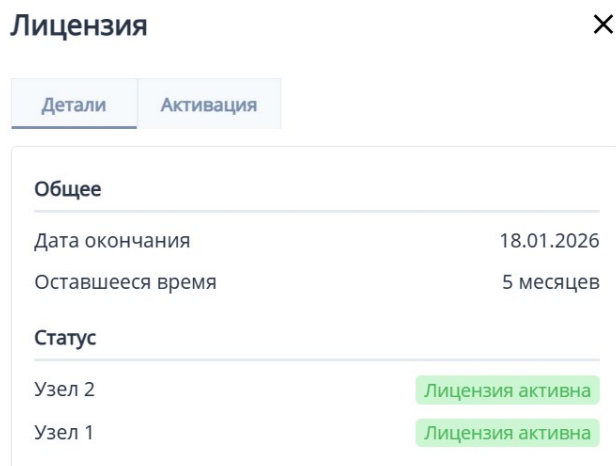 Лицензия
Детали Активация
Общее
Дата окончания 18.01.2026
Оставшееся время 5 месяцев
Статус
Узел 2 Лицензия активна
Узел 1 Лицензия активна